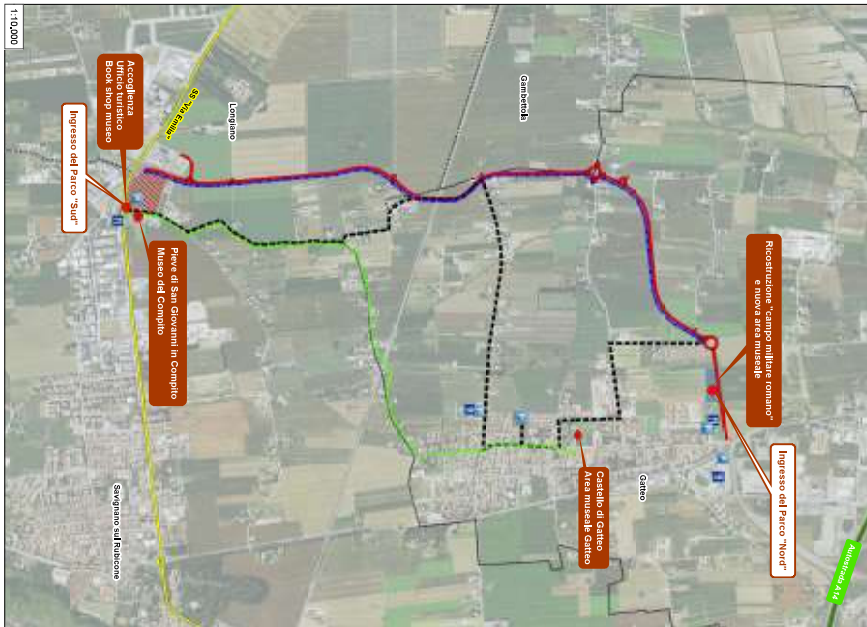 1:10,000
Accoglienza
Ufficio turistico
Book shop museo
Ingresso del Parco "Sud"
SS "Via Emilia"
Longiano
Pieve di San Giovanni in Compito
Museo del Compito
Gambettola
Ricostruzione "campo militare romano"
e nuova area museale
Ingresso del Parco "Nord"
Castello di Gatteo
Area museale Gatteo
Gatteo
Savignano sul Rubicone
Autostrada A14